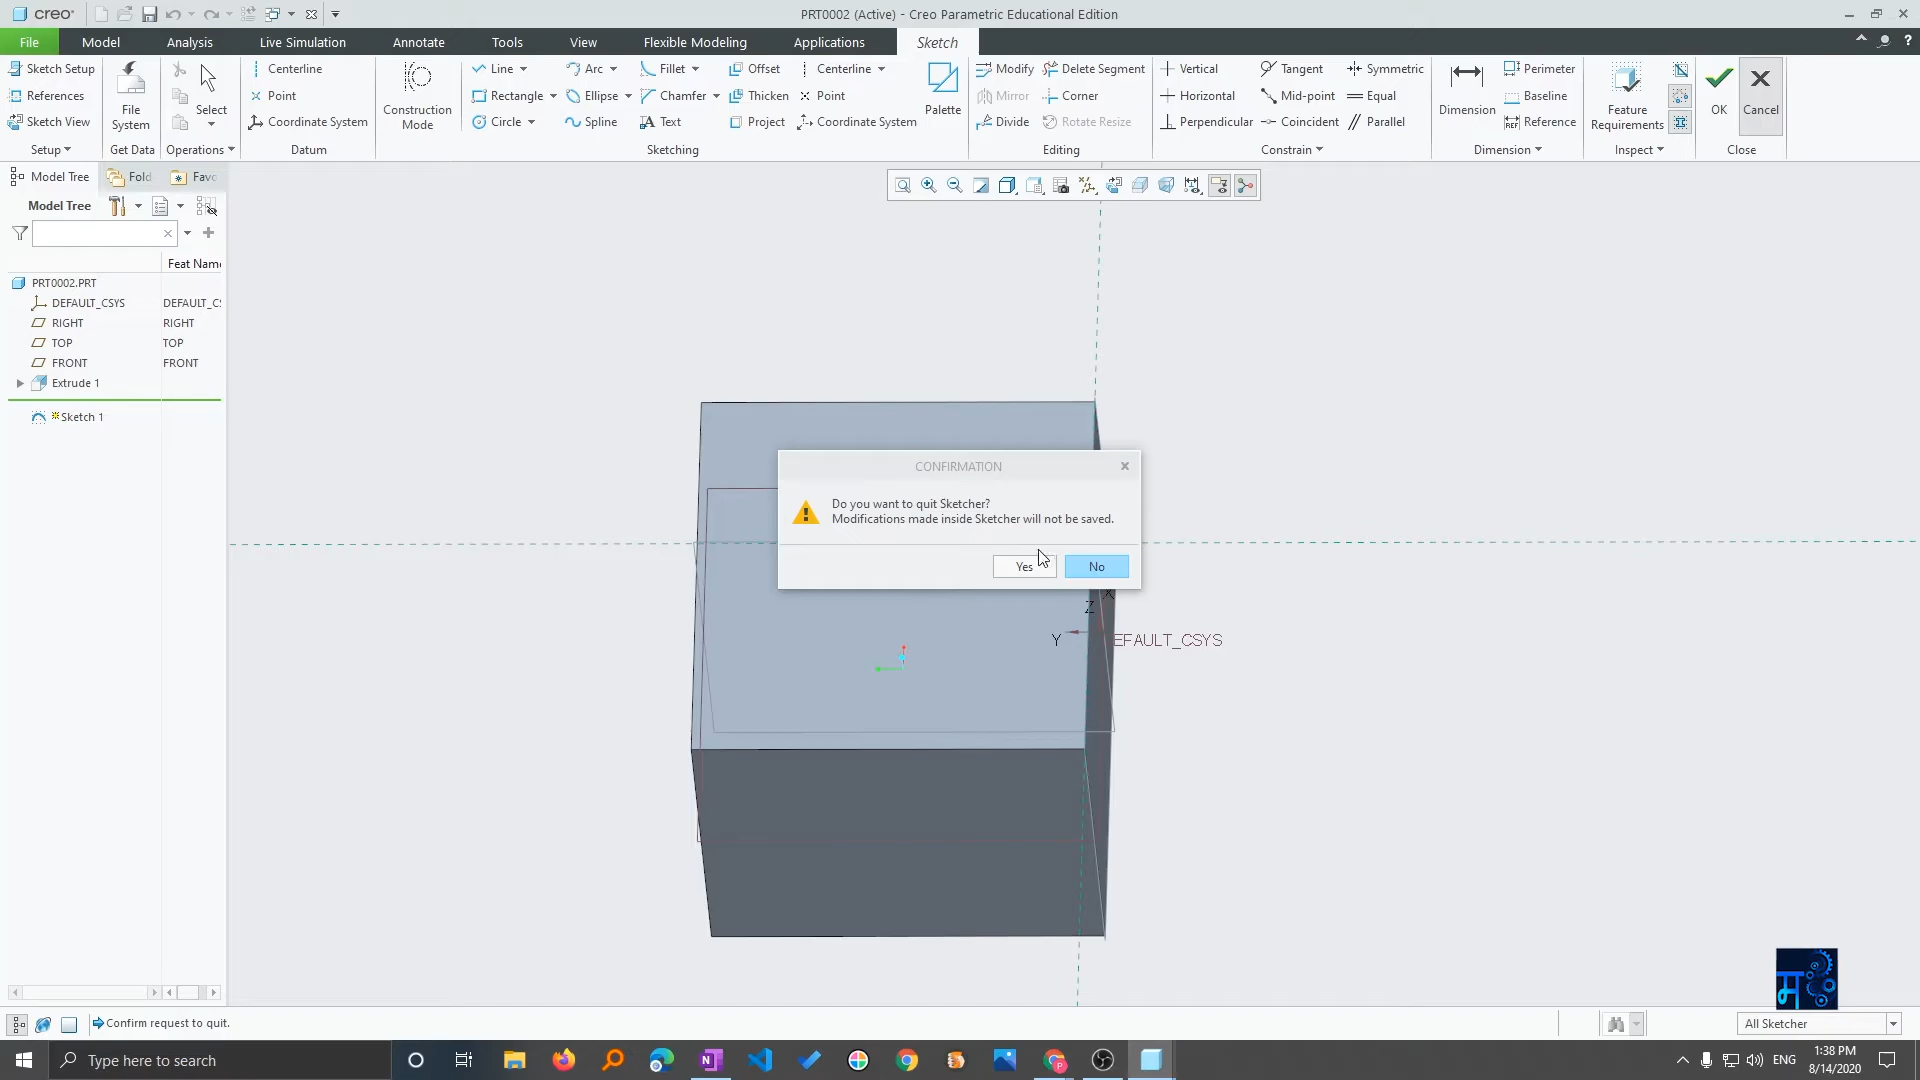 creo
PRT0002 (Active) - Creo Parametric Educational Edition
File Model Analysis Live Simulation Annotate Tools View Flexible Modeling Applications Sketch
Sketch Setup
References
Sketch View
Setup
File System
Get Data
Select
Operations
Centerline
Point
Coordinate System
Datum
Construction Mode
Line Arc Fillet Offset Centerline
Rectangle Ellipse Chamfer Thicken Point
Circle Spline Text Project Coordinate System
Palette
Sketching
Modify Delete Segment
Mirror Corner
Divide Rotate Resize
Editing
Vertical Tangent Symmetric
Horizontal Mid-point Equal
Perpendicular Coincident Parallel
Constrain
Dimension
Perimeter
Baseline
Reference
Dimension
Feature Requirements
Inspect
OK
Cancel
Close
Model Tree Fold Favo
Model Tree
Feat Name
PRT0002.PRT
DEFAULT_CSYS DEFAULT_C
RIGHT RIGHT
TOP TOP
FRONT FRONT
Extrude 1
Sketch 1
CONFIRMATION
Do you want to quit Sketcher?
Modifications made inside Sketcher will not be saved.
Yes No
X
Z
Y
EFAULT_CSYS
म
Confirm request to quit.
All Sketcher
Type here to search
ENG
1:38 PM
8/14/2020